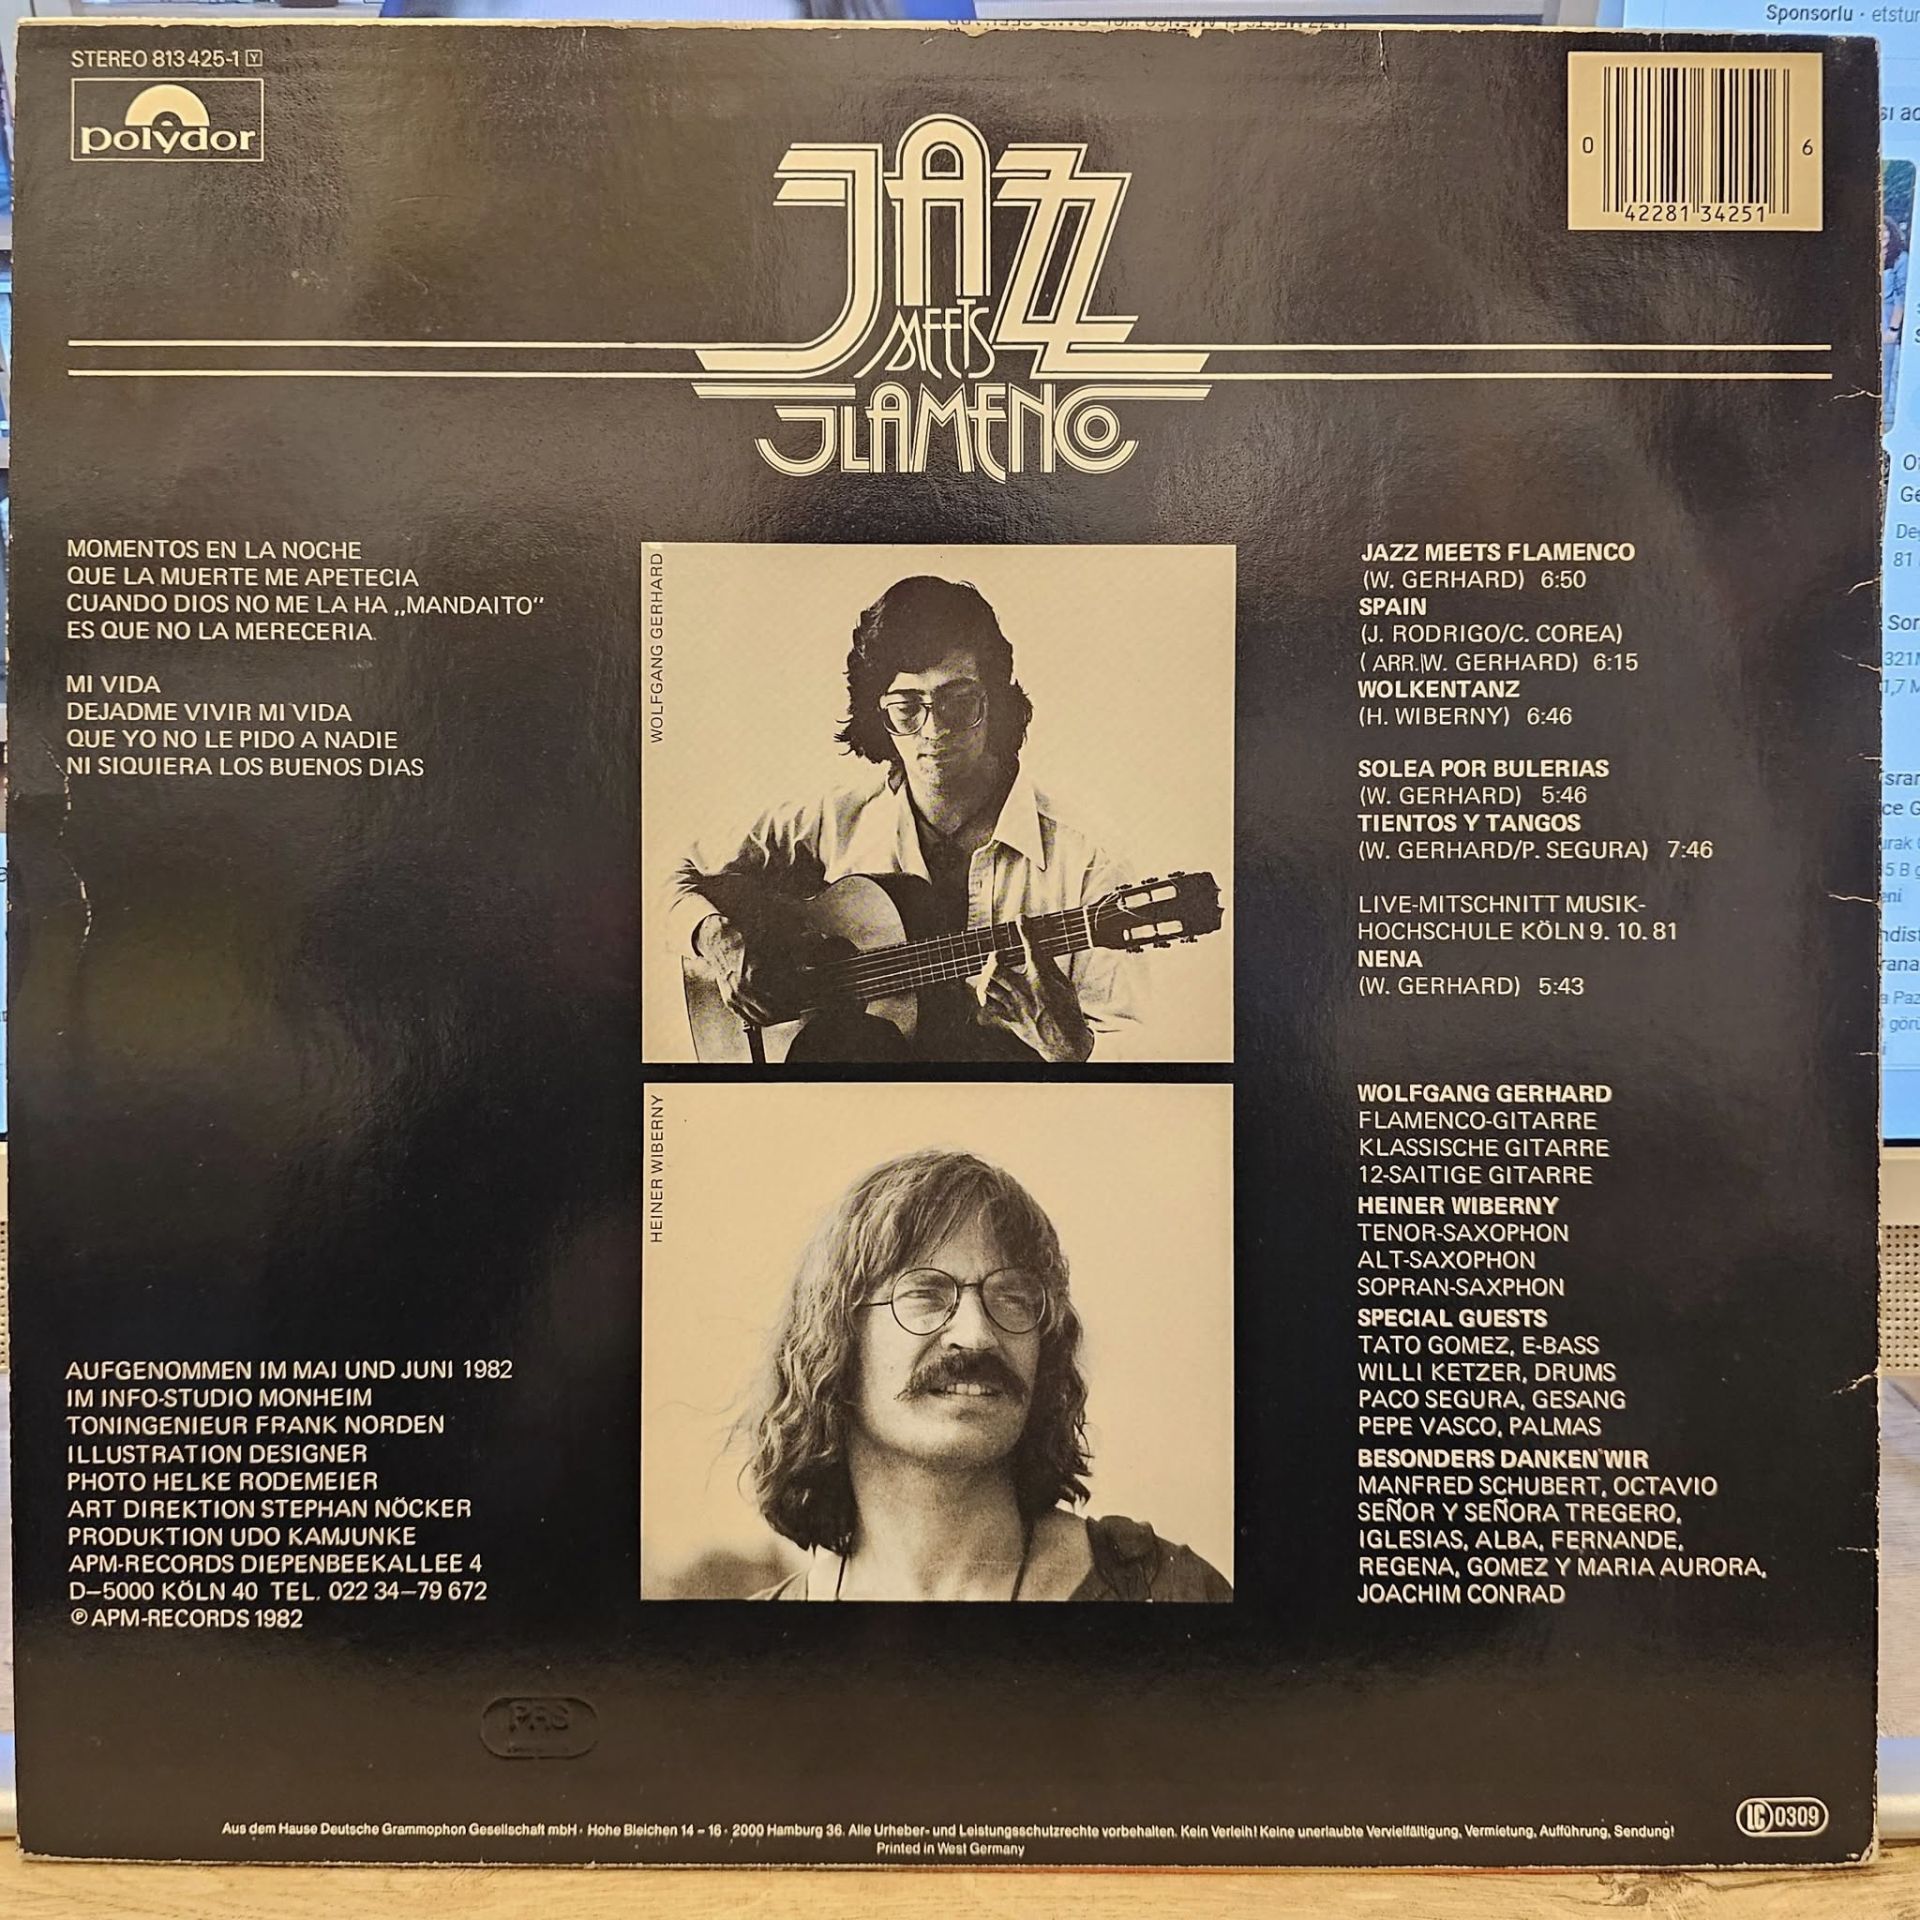 STEREO 813 425-1 Y
polydor
JAZZ
MEETS
FLAMENCO
0 42281 34251 6
MOMENTOS EN LA NOCHE
QUE LA MUERTE ME APETECIA
CUANDO DIOS NO ME LA HA „MANDAITO“
ES QUE NO LA MERECERIA.
MI VIDA
DEJADME VIVIR MI VIDA
QUE YO NO LE PIDO A NADIE
NI SIQUIERA LOS BUENOS DIAS
AUFGENOMMEN IM MAI UND JUNI 1982
IM INFO-STUDIO MONHEIM
TONINGENIEUR FRANK NORDEN
ILLUSTRATION DESIGNER
PHOTO HELKE RODEMEIER
ART DIREKTION STEPHAN NÖCKER
PRODUKTION UDO KAMJUNKE
APM-RECORDS DIEPENBEEKALLEE 4
D–5000 KÖLN 40 TEL. 022 34–79 672
℗ APM-RECORDS 1982
WOLFGANG GERHARD
HEINER WIBERNY
JAZZ MEETS FLAMENCO
(W. GERHARD) 6:50
SPAIN
(J. RODRIGO/C. COREA)
( ARR. W. GERHARD) 6:15
WOLKENTANZ
(H. WIBERNY) 6:46
SOLEA POR BULERIAS
(W. GERHARD) 5:46
TIENTOS Y TANGOS
(W. GERHARD/P. SEGURA) 7:46
LIVE-MITSCHNITT MUSIK-
HOCHSCHULE KÖLN 9. 10. 81
NENA
(W. GERHARD) 5:43
WOLFGANG GERHARD
FLAMENCO-GITARRE
KLASSISCHE GITARRE
12-SAITIGE GITARRE
HEINER WIBERNY
TENOR-SAXOPHON
ALT-SAXOPHON
SOPRAN-SAXPHON
SPECIAL GUESTS
TATO GOMEZ, E-BASS
WILLI KETZER, DRUMS
PACO SEGURA, GESANG
PEPE VASCO, PALMAS
BESONDERS DANKEN WIR
MANFRED SCHUBERT, OCTAVIO
SEÑOR Y SEÑORA TREGERO,
IGLESIAS, ALBA, FERNANDE,
REGENA, GOMEZ Y MARIA AURORA,
JOACHIM CONRAD
PRS
LC 0309
Aus dem Hause Deutsche Grammophon Gesellschaft mbH · Hohe Bleichen 14 – 16 · 2000 Hamburg 36. Alle Urheber- und Leistungsschutzrechte vorbehalten. Kein Verleih! Keine unerlaubte Vervielfältigung, Vermietung, Aufführung, Sendung!
Printed in West Germany
Sponsorlu · etstur